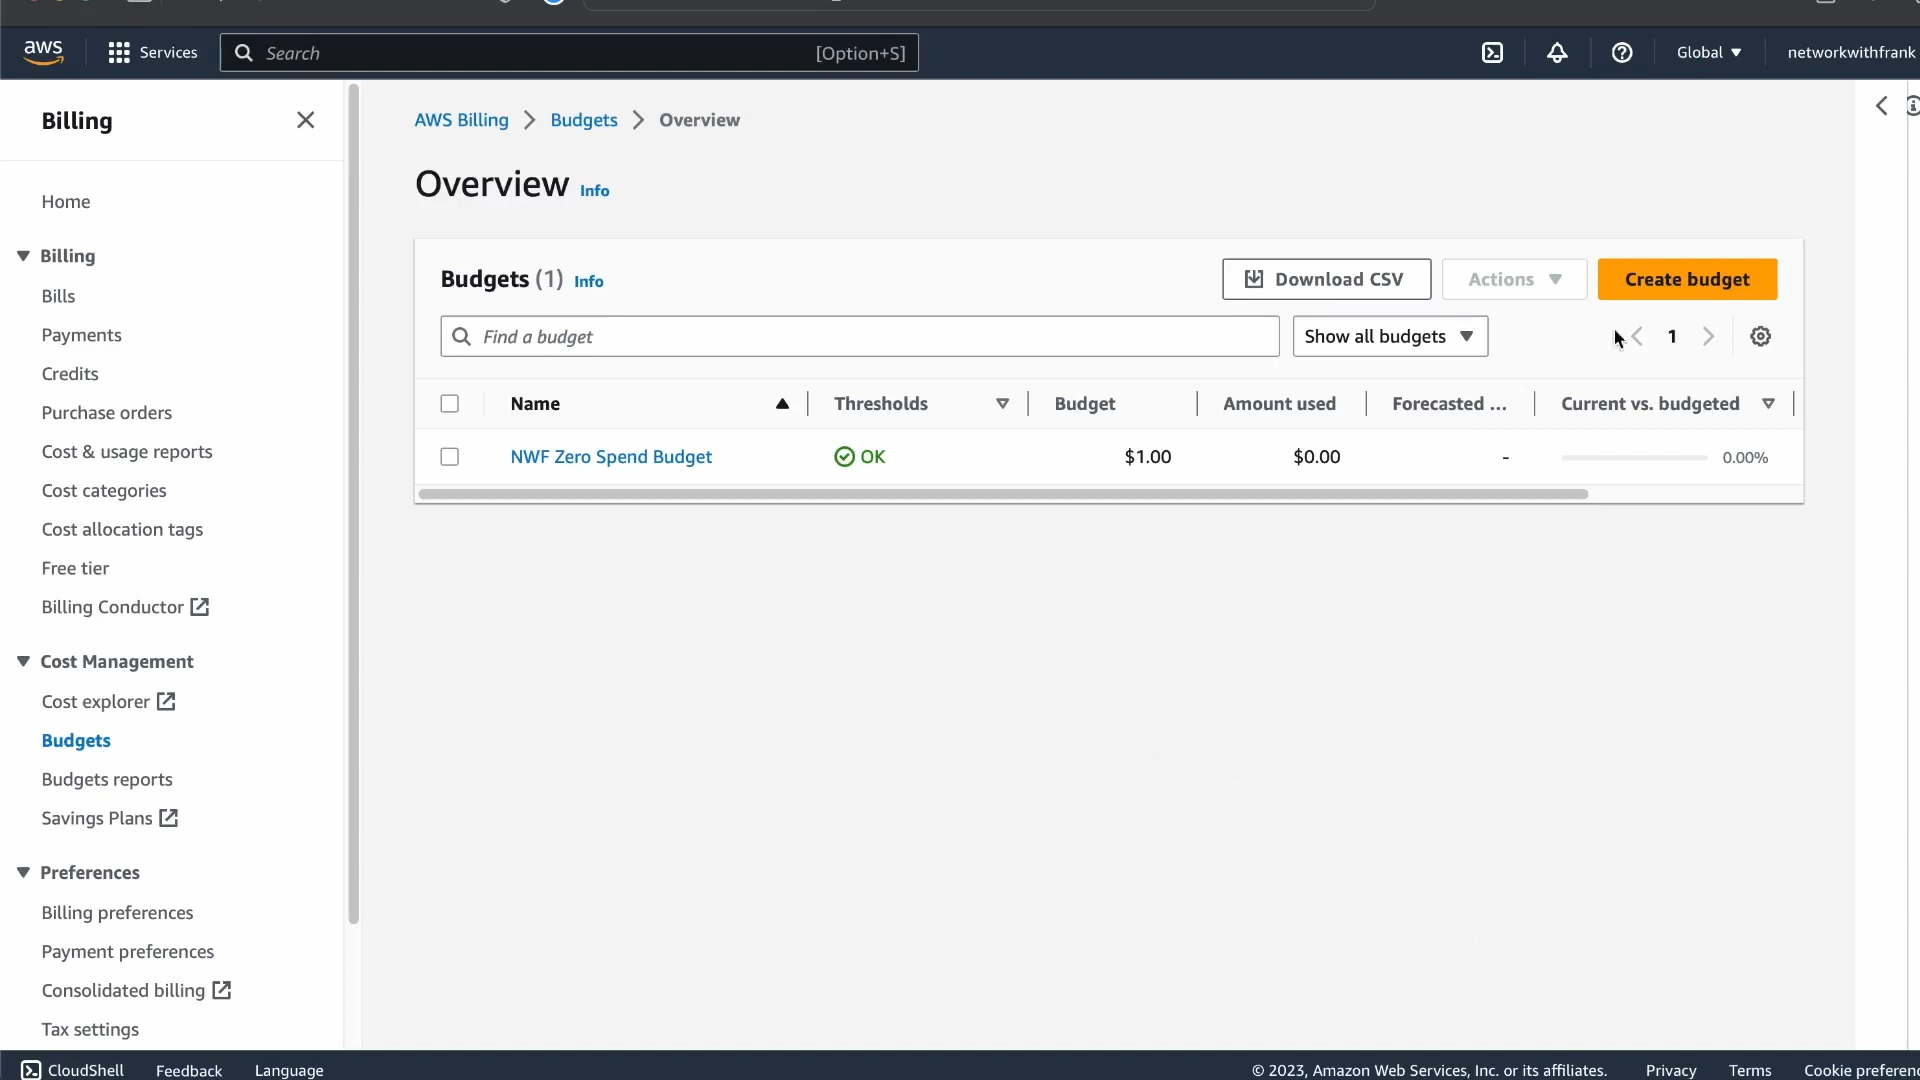 aws Services Search [Option+S] Global networkwithfrank
Billing
Home
Billing
Bills
Payments
Credits
Purchase orders
Cost & usage reports
Cost categories
Cost allocation tags
Free tier
Billing Conductor
Cost Management
Cost explorer
Budgets
Budgets reports
Savings Plans
Preferences
Billing preferences
Payment preferences
Consolidated billing
Tax settings
AWS Billing Budgets Overview
Overview Info
Budgets (1) Info Download CSV Actions Create budget
Find a budget Show all budgets 1
Name Thresholds Budget Amount used Forecasted ... Current vs. budgeted
NWF Zero Spend Budget OK $1.00 $0.00 - 0.00%
CloudShell Feedback Language © 2023, Amazon Web Services, Inc. or its affiliates. Privacy Terms Cookie preferenc